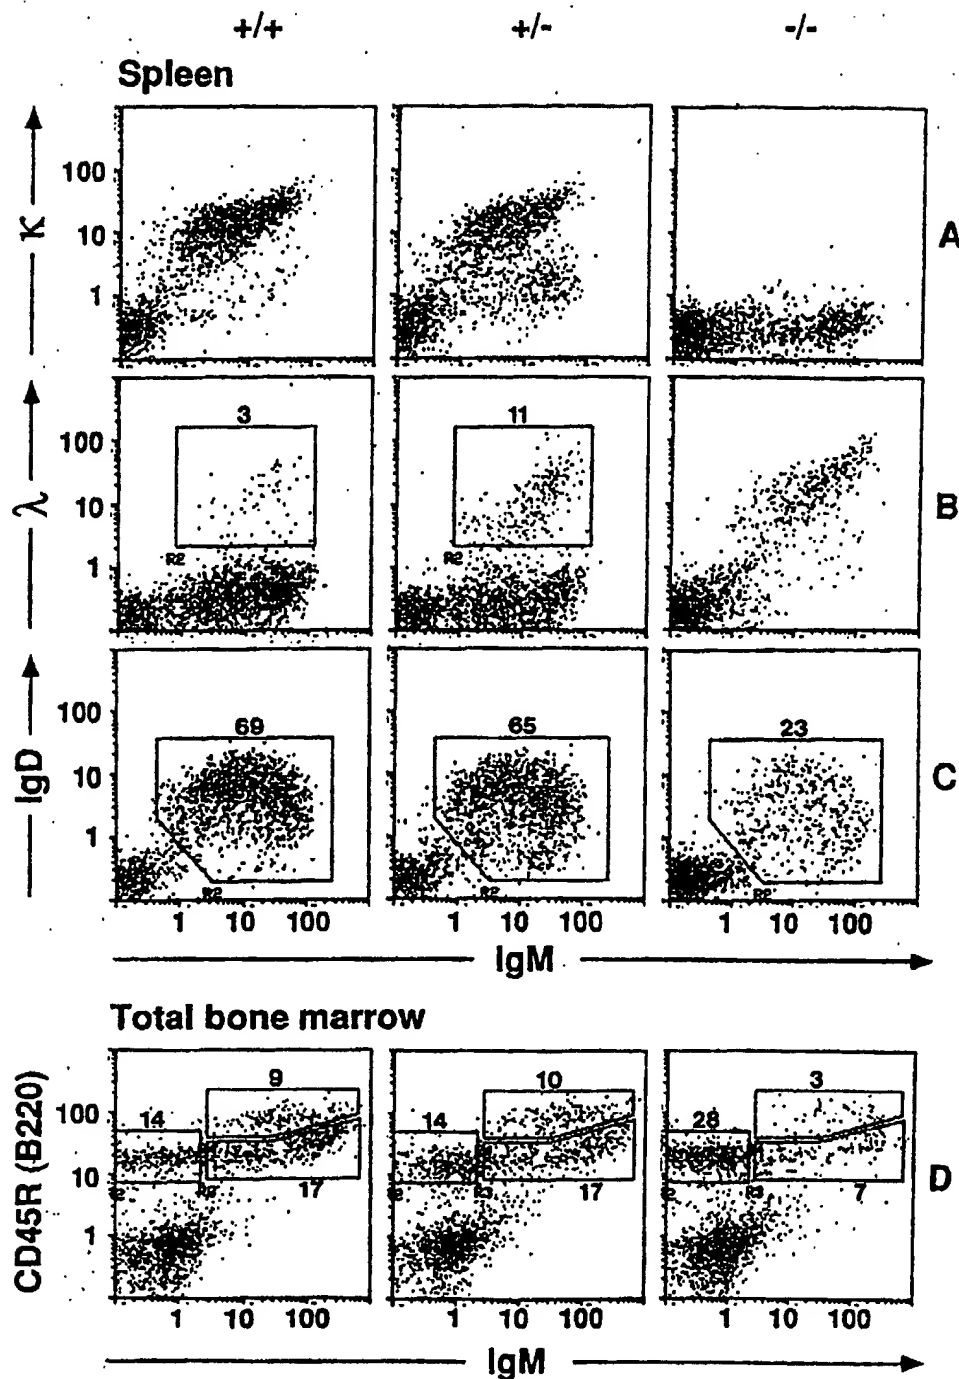 +/+ +/- -/-
Spleen
κ
100
10
1
A
λ
3 11
100
10
1
R2 R2
B
IgD
69 65 23
100
10
1
R2 R2 R2
C
1 10 100 1 10 100 1 10 100
IgM
Total bone marrow
CD45R (B220)
9 10 3
100
14 14 28
10
17 17 7
1
D
1 10 100 1 10 100 1 10 100
IgM